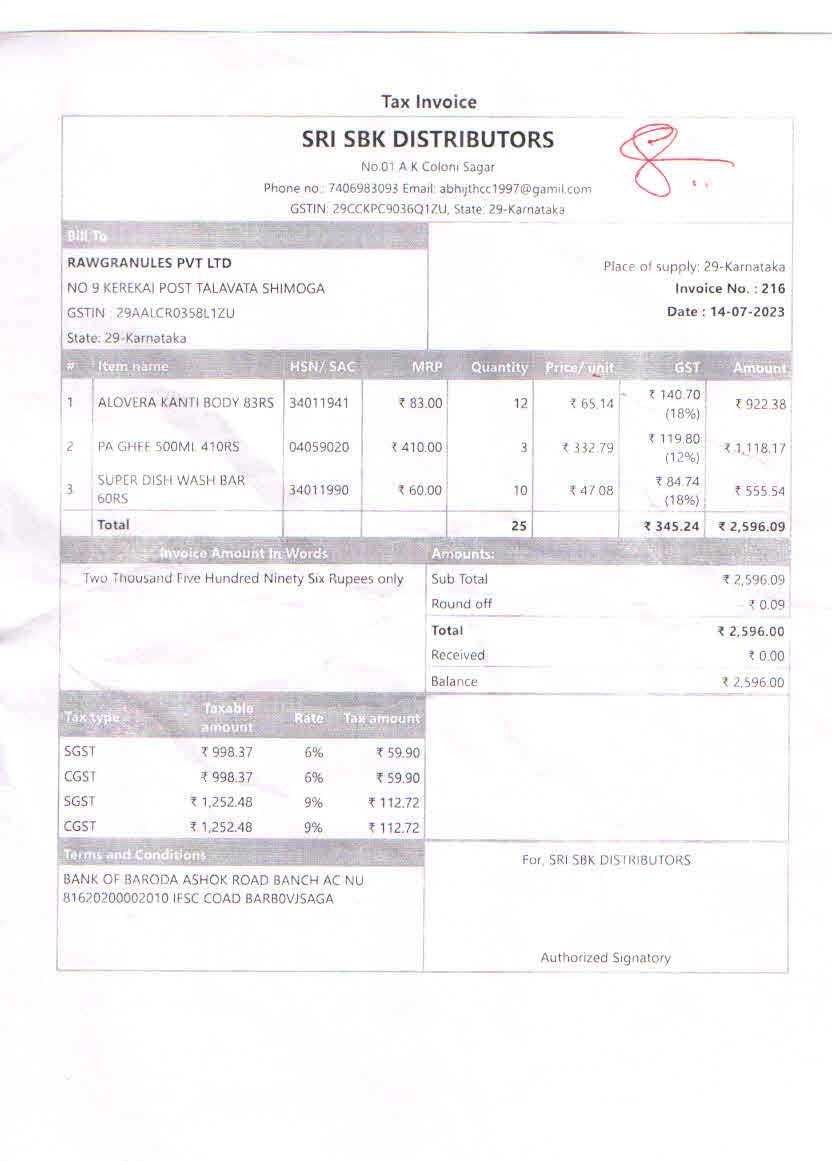 Tax Invoice
SRI SBK DISTRIBUTORS
No.01 A K Coloni Sagar
Phone no.: 7406983093 Email: abhijthcc1997@gamil.com
GSTIN: 29CCKPC9036Q1ZU, State: 29-Karnataka
Bill To
RAWGRANULES PVT LTD
NO 9 KEREKAI POST TALAVATA SHIMOGA
GSTIN : 29AALCR0358L1ZU
State: 29-Karnataka
Place of supply: 29-Karnataka
Invoice No. : 216
Date : 14-07-2023
# Item name HSN/ SAC MRP Quantity Price/ unit GST Amount
1 ALOVERA KANTI BODY 83RS 34011941 ₹ 83.00 12 ₹ 65.14 ₹ 140.70 (18%) ₹ 922.38
2 PA GHEE 500ML 410RS 04059020 ₹ 410.00 3 ₹ 332.79 ₹ 119.80 (12%) ₹ 1,118.17
3 SUPER DISH WASH BAR 60RS 34011990 ₹ 60.00 10 ₹ 47.08 ₹ 84.74 (18%) ₹ 555.54
Total 25 ₹ 345.24 ₹ 2,596.09
Invoice Amount In Words
Two Thousand Five Hundred Ninety Six Rupees only
Amounts:
Sub Total ₹ 2,596.09
Round off - ₹ 0.09
Total ₹ 2,596.00
Received ₹ 0.00
Balance ₹ 2,596.00
Tax type Taxable amount Rate Tax amount
SGST ₹ 998.37 6% ₹ 59.90
CGST ₹ 998.37 6% ₹ 59.90
SGST ₹ 1,252.48 9% ₹ 112.72
CGST ₹ 1,252.48 9% ₹ 112.72
Terms and Conditions
BANK OF BARODA ASHOK ROAD BANCH AC NU
81620200002010 IFSC COAD BARB0VJSAGA
For, SRI SBK DISTRIBUTORS
Authorized Signatory